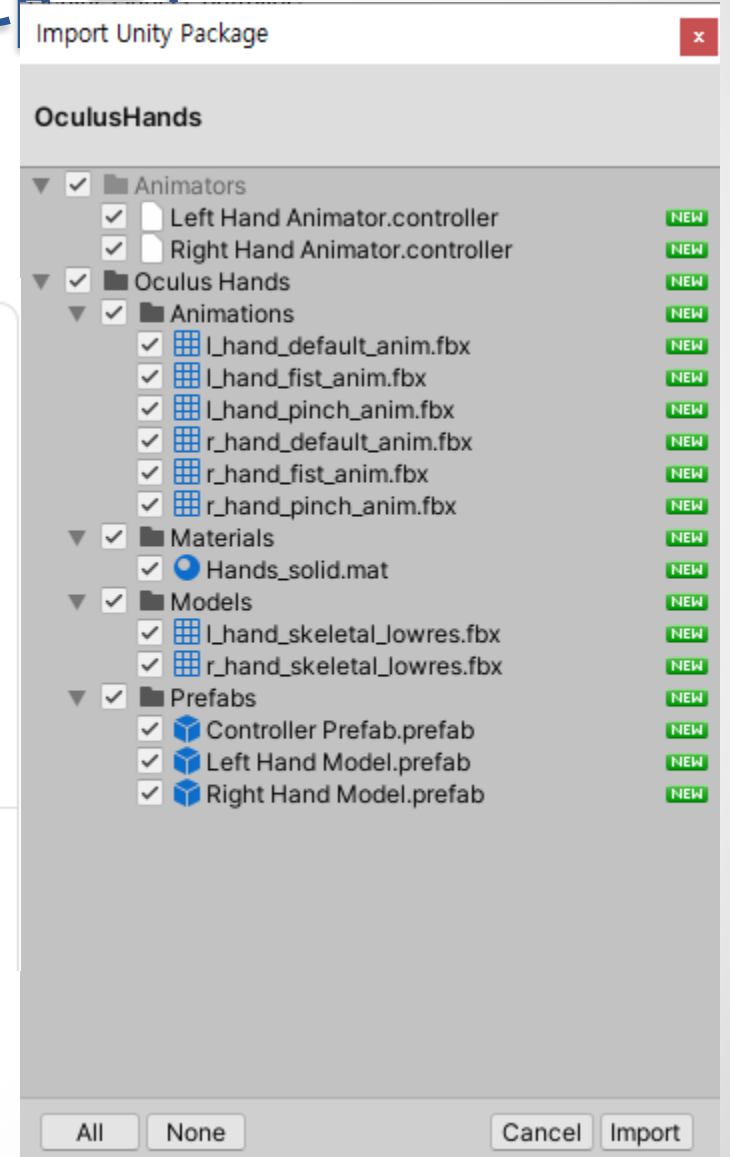 Import Unity Package
x
OculusHands
Animators
Left Hand Animator.controller NEW
Right Hand Animator.controller NEW
Oculus Hands NEW
Animations NEW
l_hand_default_anim.fbx NEW
l_hand_fist_anim.fbx NEW
l_hand_pinch_anim.fbx NEW
r_hand_default_anim.fbx NEW
r_hand_fist_anim.fbx NEW
r_hand_pinch_anim.fbx NEW
Materials NEW
Hands_solid.mat NEW
Models NEW
l_hand_skeletal_lowres.fbx NEW
r_hand_skeletal_lowres.fbx NEW
Prefabs NEW
Controller Prefab.prefab NEW
Left Hand Model.prefab NEW
Right Hand Model.prefab NEW
All None Cancel Import